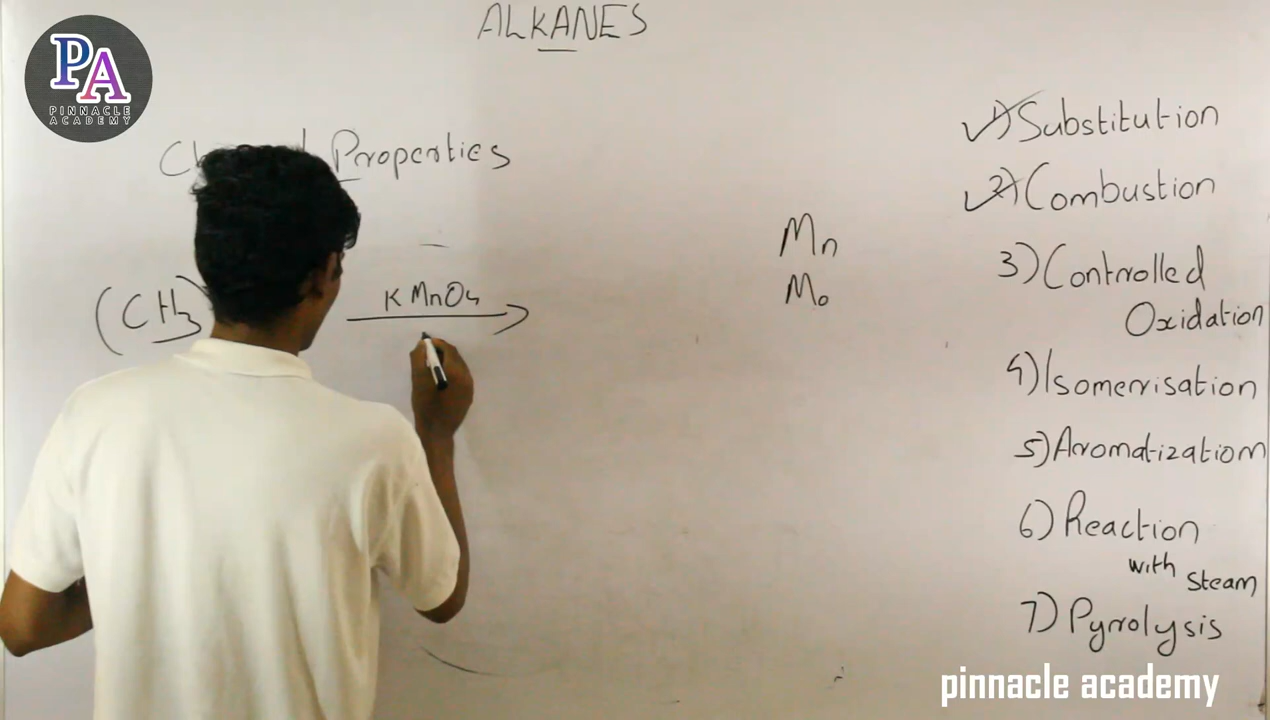 ALKANES
PA
PINNACLE
ACADEMY
Properties
(CH3)
KMnO4
Mn
Mo
1) Substitution
2) Combustion
3) Controlled
Oxidation
4) Isomerisation
5) Aromatization
6) Reaction
with Steam
7) Pyrolysis
pinnacle academy